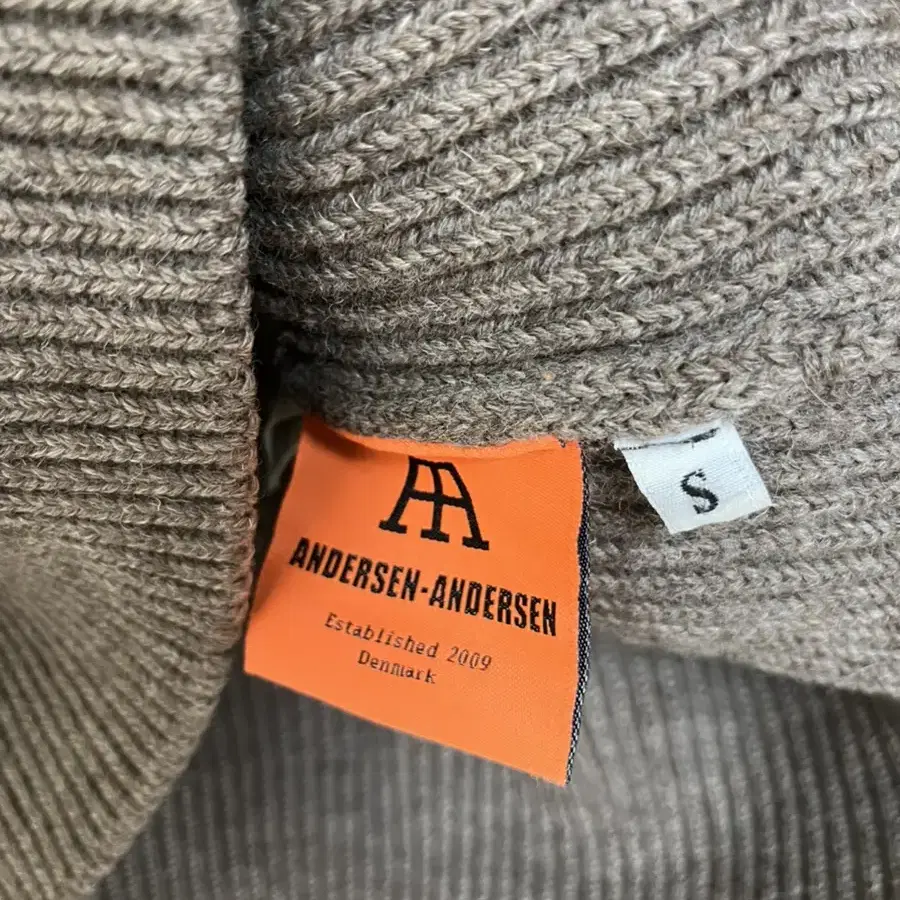 ANDERSEN-ANDERSEN
Established 2009
Denmark
S